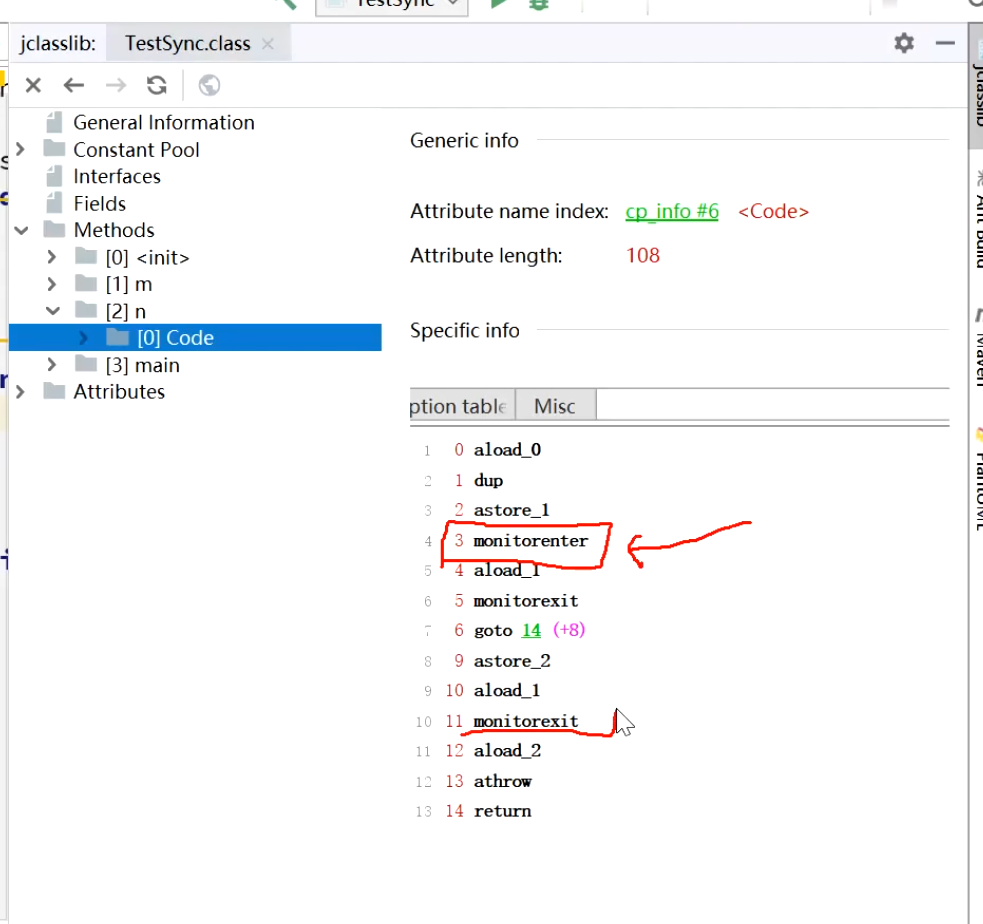 TestSync
jclasslib: TestSync.class
General Information
Constant Pool
Interfaces
Fields
Methods
[0] <init>
[1] m
[2] n
[0] Code
[3] main
Attributes
Generic info
Attribute name index: cp_info #6 <Code>
Attribute length: 108
Specific info
ption table Misc
1 0 aload_0
2 1 dup
3 2 astore_1
4 3 monitorenter
5 4 aload_1
6 5 monitorexit
7 6 goto 14 (+8)
8 9 astore_2
9 10 aload_1
10 11 monitorexit
11 12 aload_2
12 13 athrow
13 14 return
jclasslib
Ant Build
Maven
PlantUML